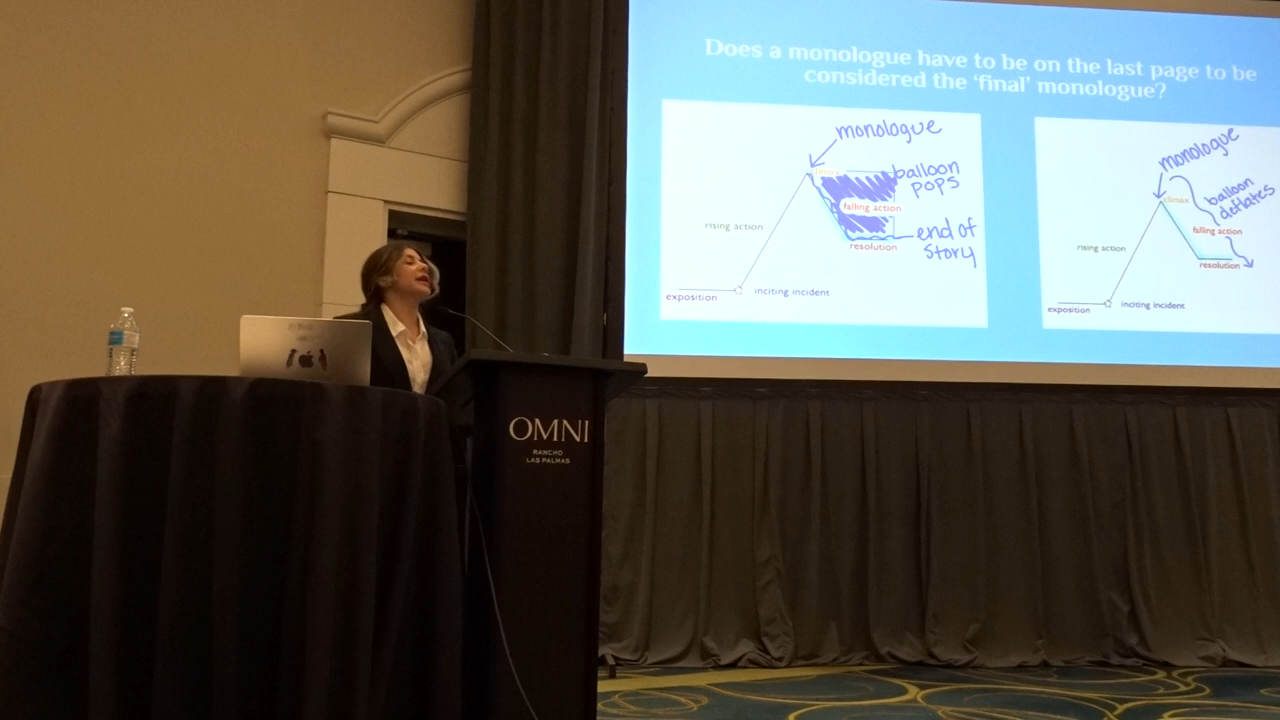 Does a monologue have to be on the last page to be
considered the 'final' monologue?
monologue
climax
balloon
pops
falling action
rising action
end of
story
resolution
inciting incident
exposition
monologue
climax
balloon
deflates
falling action
rising action
resolution
inciting incident
exposition
OMNI
RANCHO
LAS PALMAS